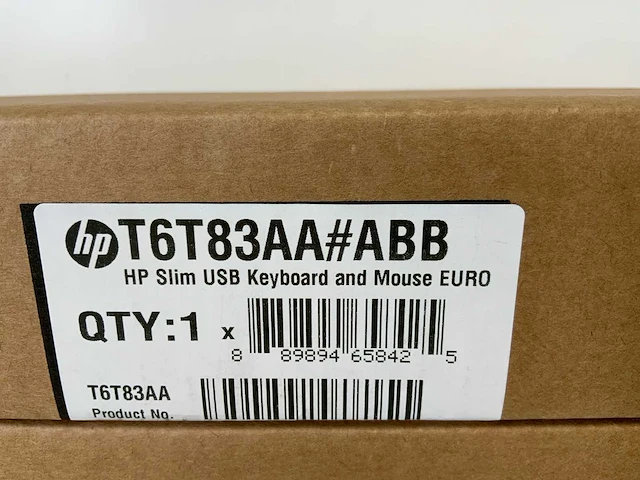 hp T6T83AA#ABB
HP Slim USB Keyboard and Mouse EURO
QTY:1 x
8 89894 65842 5
T6T83AA
Product No.